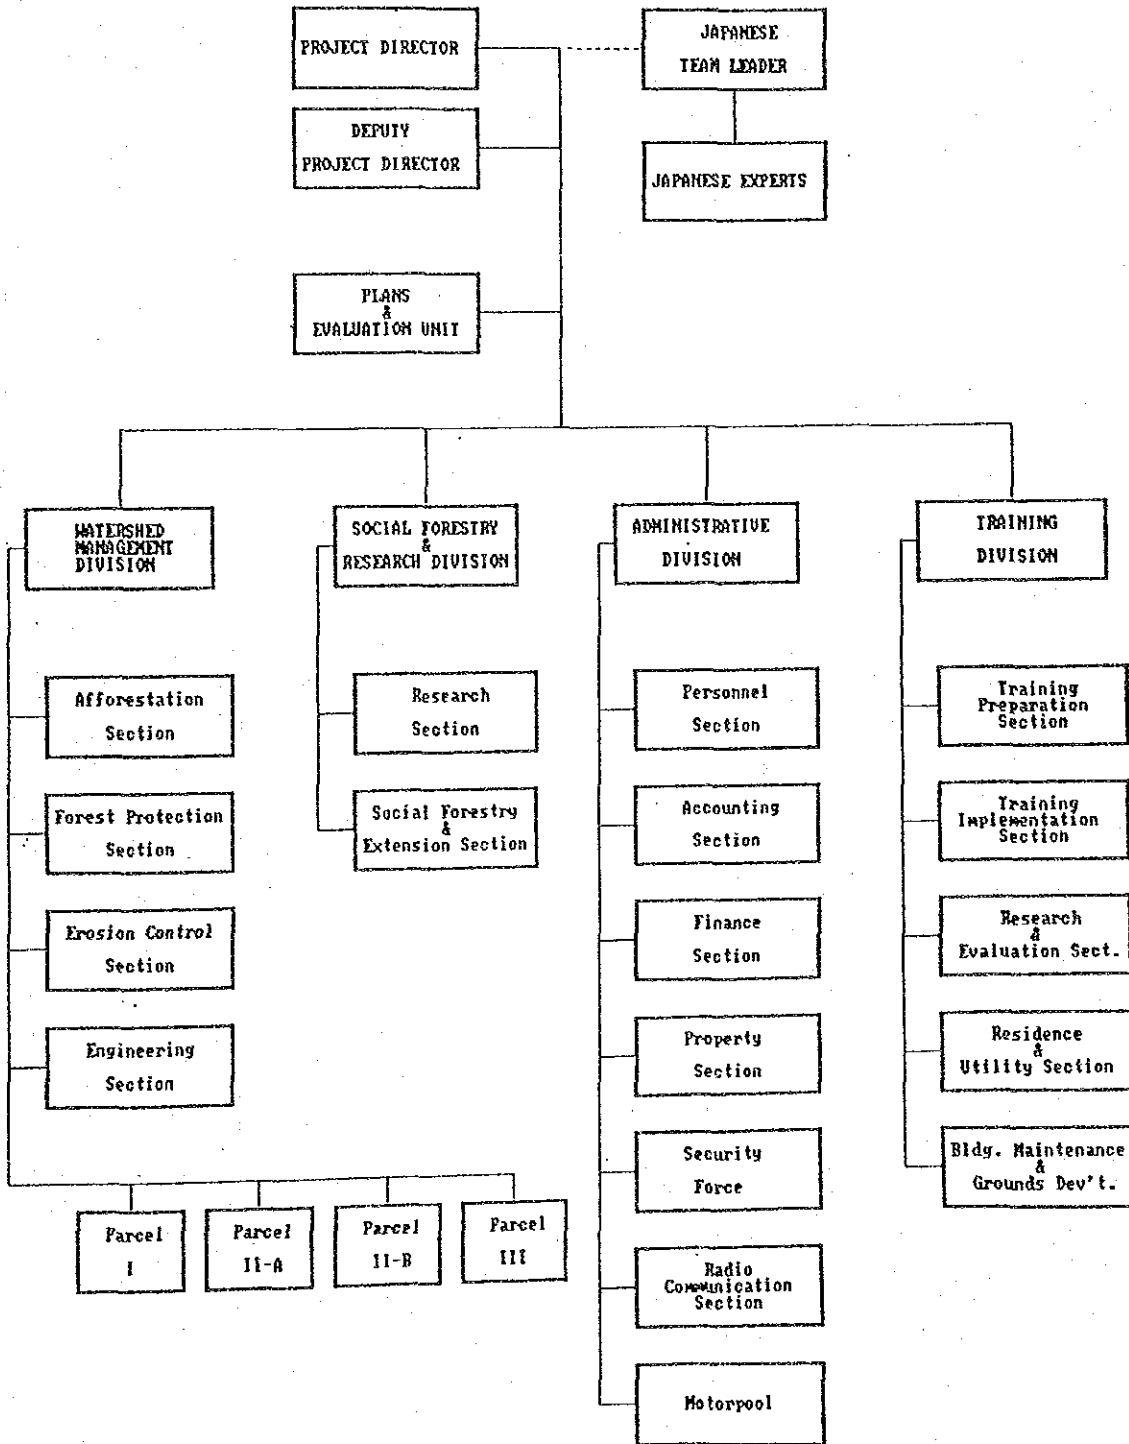 PROJECT DIRECTOR
JAPANESE
TEAM LEADER
DEPUTY
PROJECT DIRECTOR
JAPANESE EXPERTS
PLANS
&
EVALUATION UNIT
WATERSHED
MANAGEMENT
DIVISION
SOCIAL FORESTRY
&
RESEARCH DIVISION
ADMINISTRATIVE
DIVISION
TRAINING
DIVISION
Afforestation
Section
Forest Protection
Section
Erosion Control
Section
Engineering
Section
Parcel
I
Parcel
II-A
Parcel
II-B
Parcel
III
Research
Section
Social Forestry
&
Extension Section
Personnel
Section
Accounting
Section
Finance
Section
Property
Section
Security
Force
Radio
Communication
Section
Motorpool
Training
Preparation
Section
Training
Implementation
Section
Research
&
Evaluation Sect.
Residence
&
Utility Section
Bldg. Maintenance
&
Grounds Dev't.